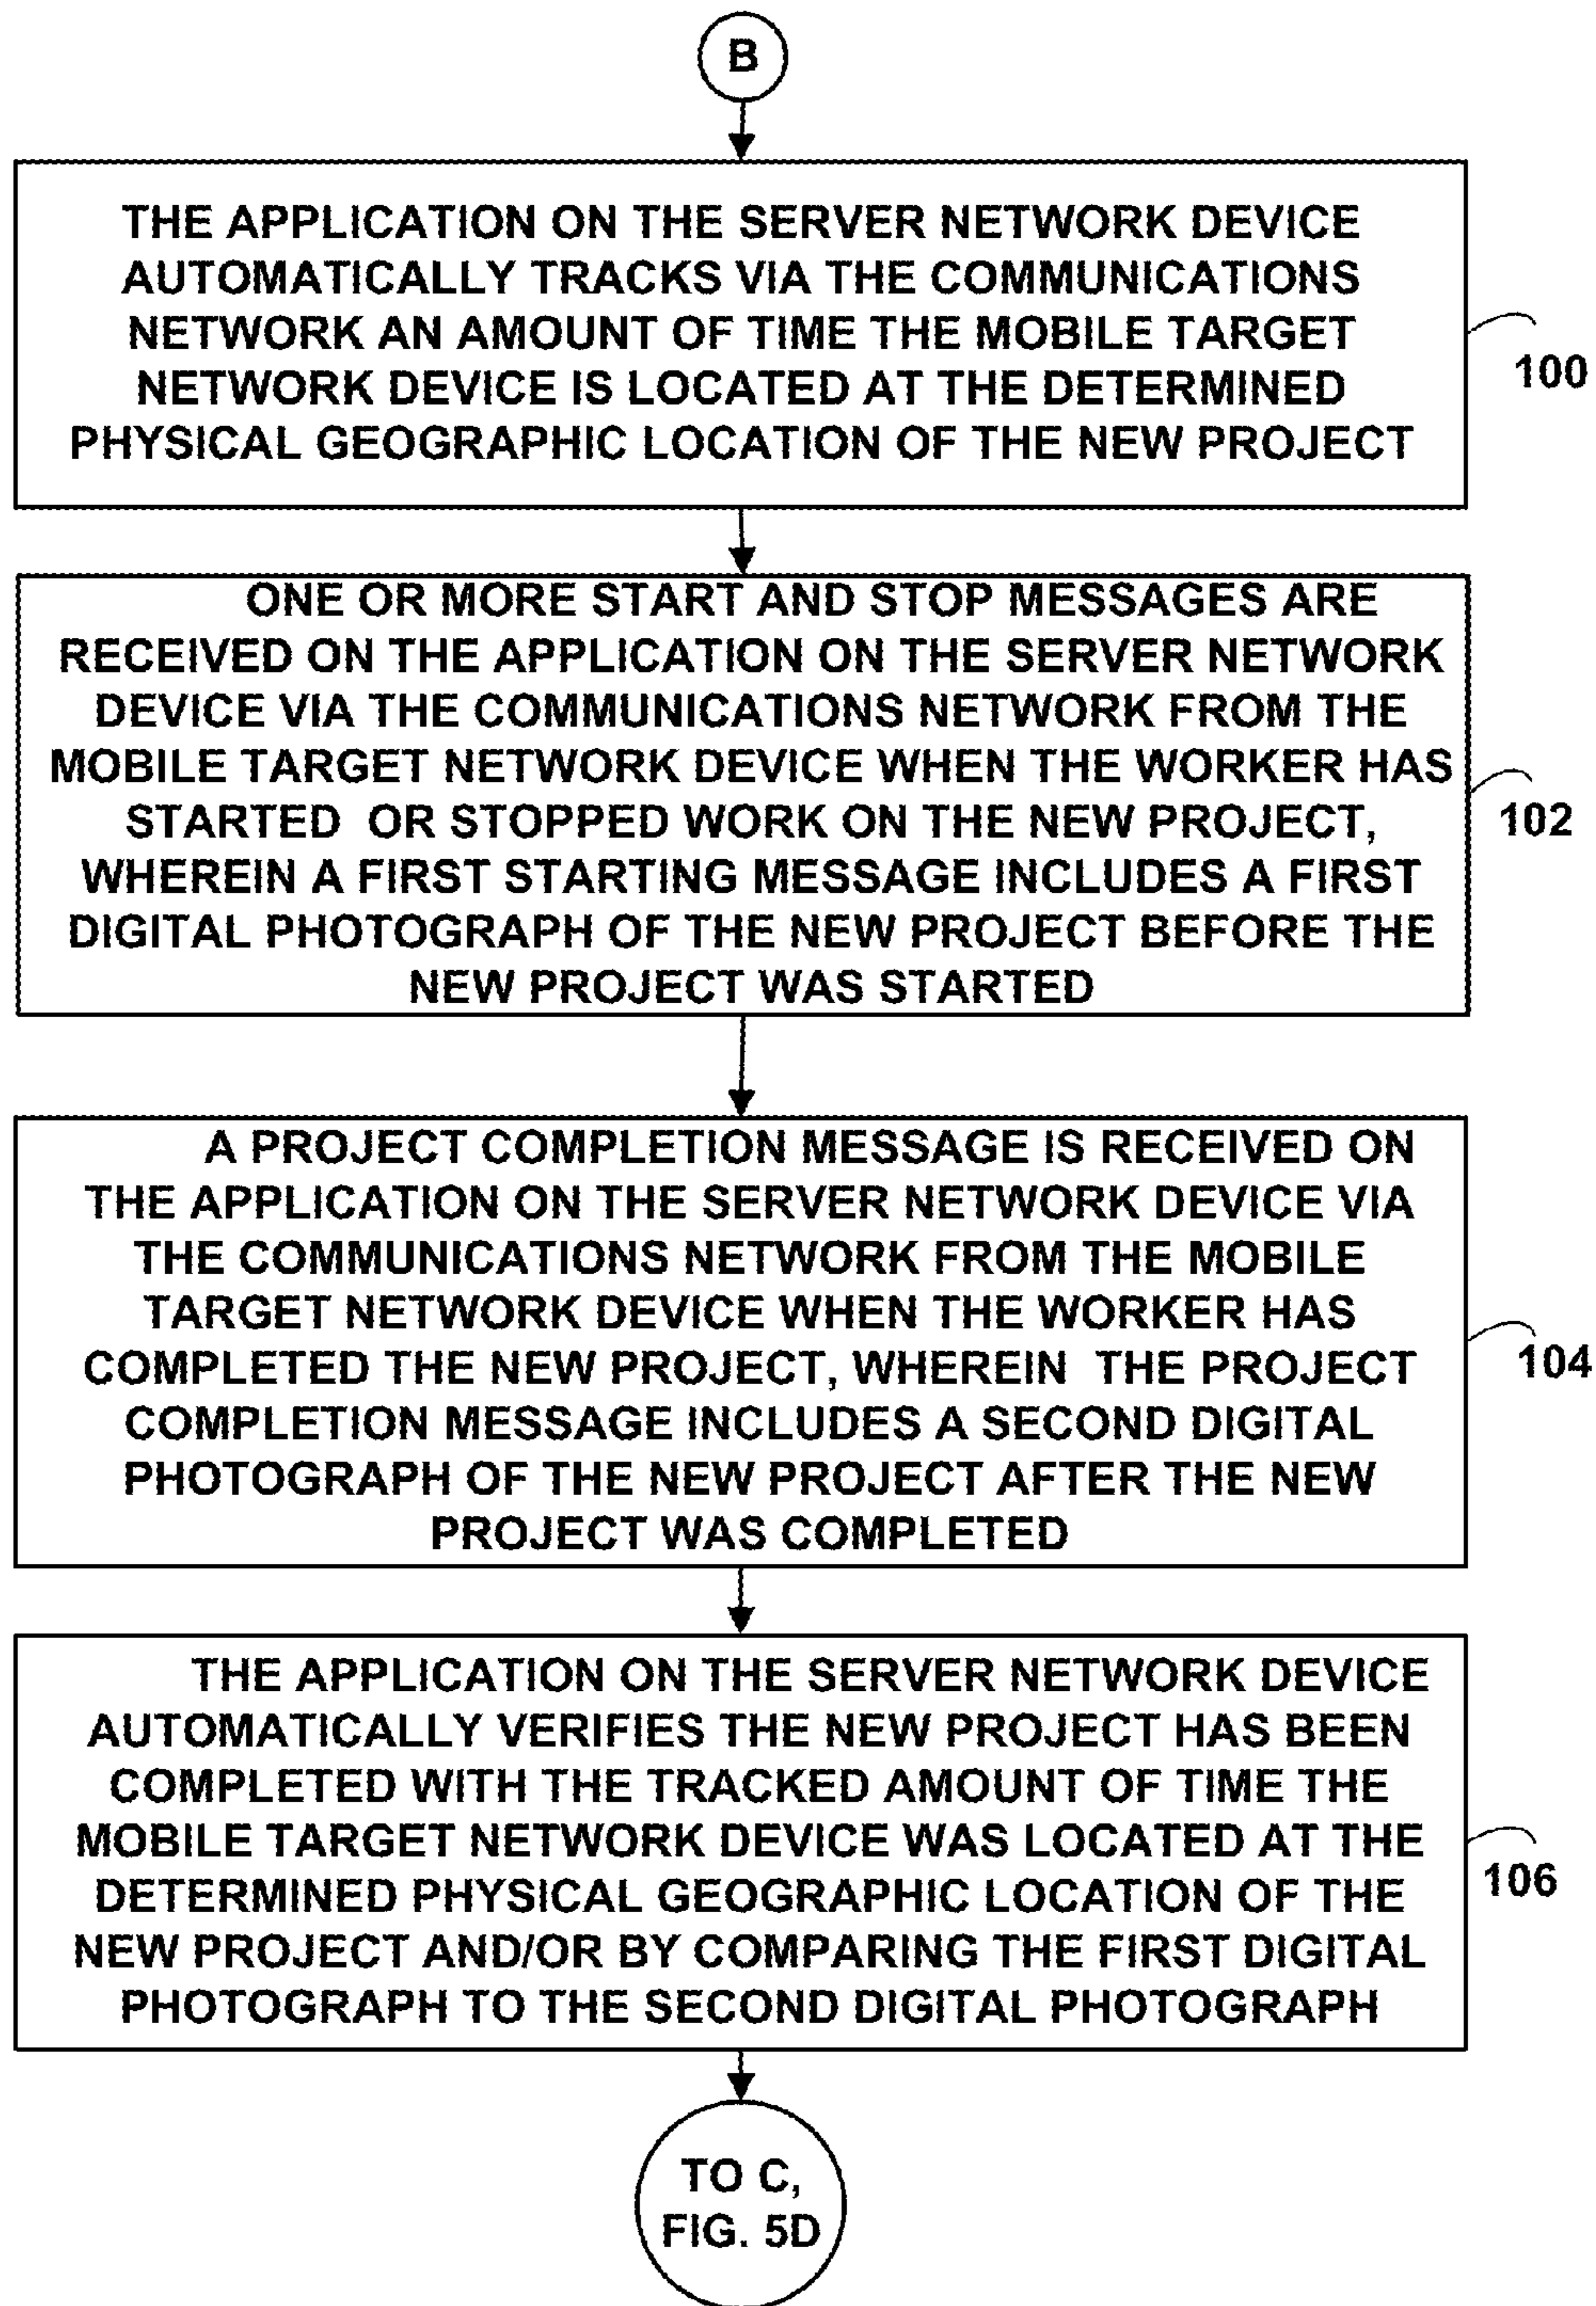 B
THE APPLICATION ON THE SERVER NETWORK DEVICE
AUTOMATICALLY TRACKS VIA THE COMMUNICATIONS
NETWORK AN AMOUNT OF TIME THE MOBILE TARGET
NETWORK DEVICE IS LOCATED AT THE DETERMINED
PHYSICAL GEOGRAPHIC LOCATION OF THE NEW PROJECT
100
ONE OR MORE START AND STOP MESSAGES ARE
RECEIVED ON THE APPLICATION ON THE SERVER NETWORK
DEVICE VIA THE COMMUNICATIONS NETWORK FROM THE
MOBILE TARGET NETWORK DEVICE WHEN THE WORKER HAS
STARTED OR STOPPED WORK ON THE NEW PROJECT,
WHEREIN A FIRST STARTING MESSAGE INCLUDES A FIRST
DIGITAL PHOTOGRAPH OF THE NEW PROJECT BEFORE THE
NEW PROJECT WAS STARTED
102
A PROJECT COMPLETION MESSAGE IS RECEIVED ON
THE APPLICATION ON THE SERVER NETWORK DEVICE VIA
THE COMMUNICATIONS NETWORK FROM THE MOBILE
TARGET NETWORK DEVICE WHEN THE WORKER HAS
COMPLETED THE NEW PROJECT, WHEREIN THE PROJECT
COMPLETION MESSAGE INCLUDES A SECOND DIGITAL
PHOTOGRAPH OF THE NEW PROJECT AFTER THE NEW
PROJECT WAS COMPLETED
104
THE APPLICATION ON THE SERVER NETWORK DEVICE
AUTOMATICALLY VERIFIES THE NEW PROJECT HAS BEEN
COMPLETED WITH THE TRACKED AMOUNT OF TIME THE
MOBILE TARGET NETWORK DEVICE WAS LOCATED AT THE
DETERMINED PHYSICAL GEOGRAPHIC LOCATION OF THE
NEW PROJECT AND/OR BY COMPARING THE FIRST DIGITAL
PHOTOGRAPH TO THE SECOND DIGITAL PHOTOGRAPH
106
TO C,
FIG. 5D